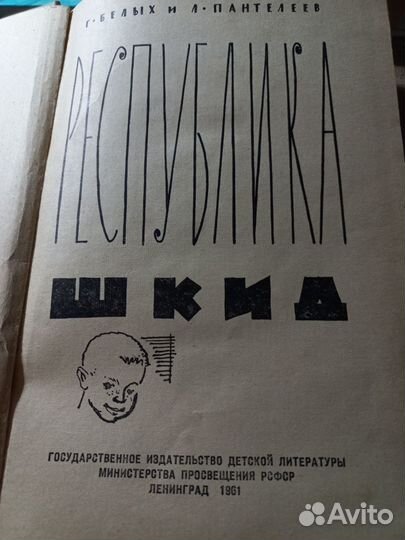 Г. БЕЛЫХ И Л. ПАНТЕЛЕЕВ
РЕСПУБЛИКА
ШКИД
ГОСУДАРСТВЕННОЕ ИЗДАТЕЛЬСТВО ДЕТСКОЙ ЛИТЕРАТУРЫ
МИНИСТЕРСТВА ПРОСВЕЩЕНИЯ РСФСР
ЛЕНИНГРАД 1961
Avito